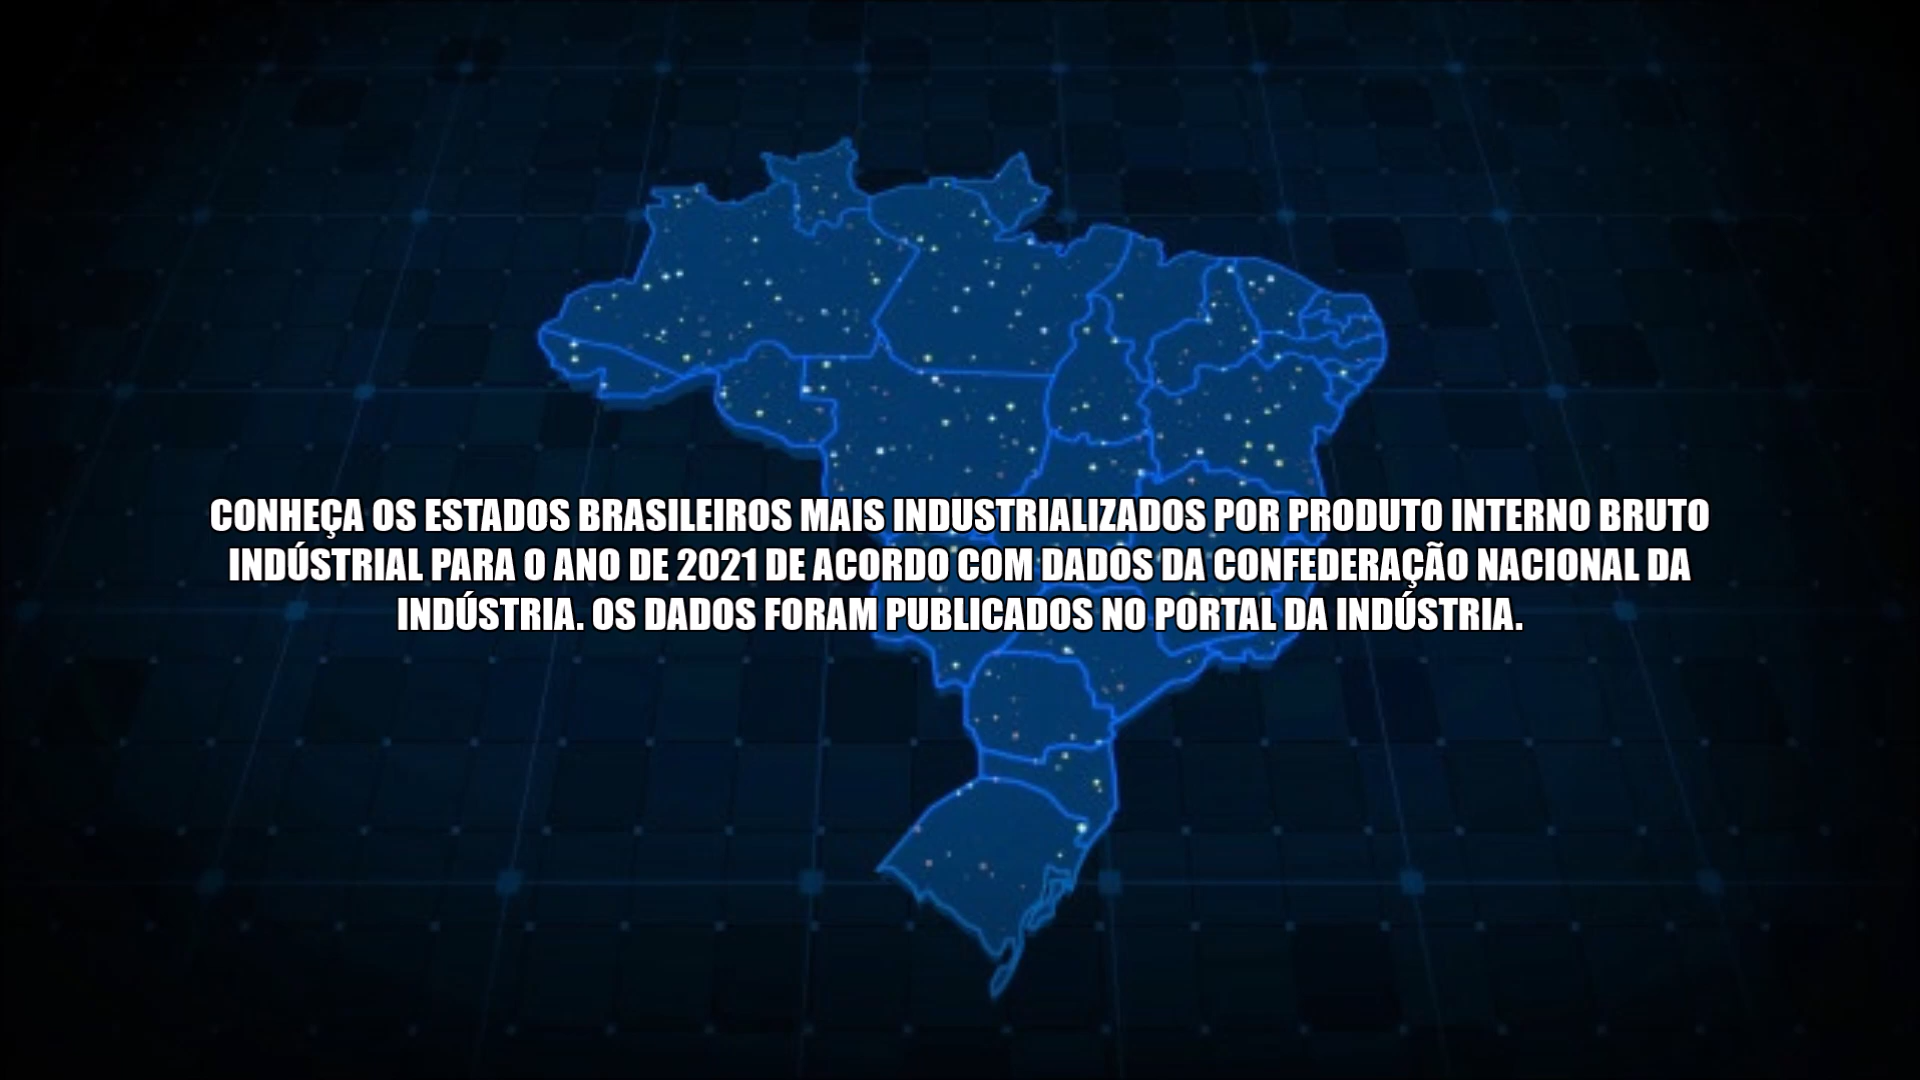 CONHEÇA OS ESTADOS BRASILEIROS MAIS INDUSTRIALIZADOS POR PRODUTO INTERNO BRUTO
INDÚSTRIAL PARA O ANO DE 2021 DE ACORDO COM DADOS DA CONFEDERAÇÃO NACIONAL DA
INDÚSTRIA. OS DADOS FORAM PUBLICADOS NO PORTAL DA INDÚSTRIA.